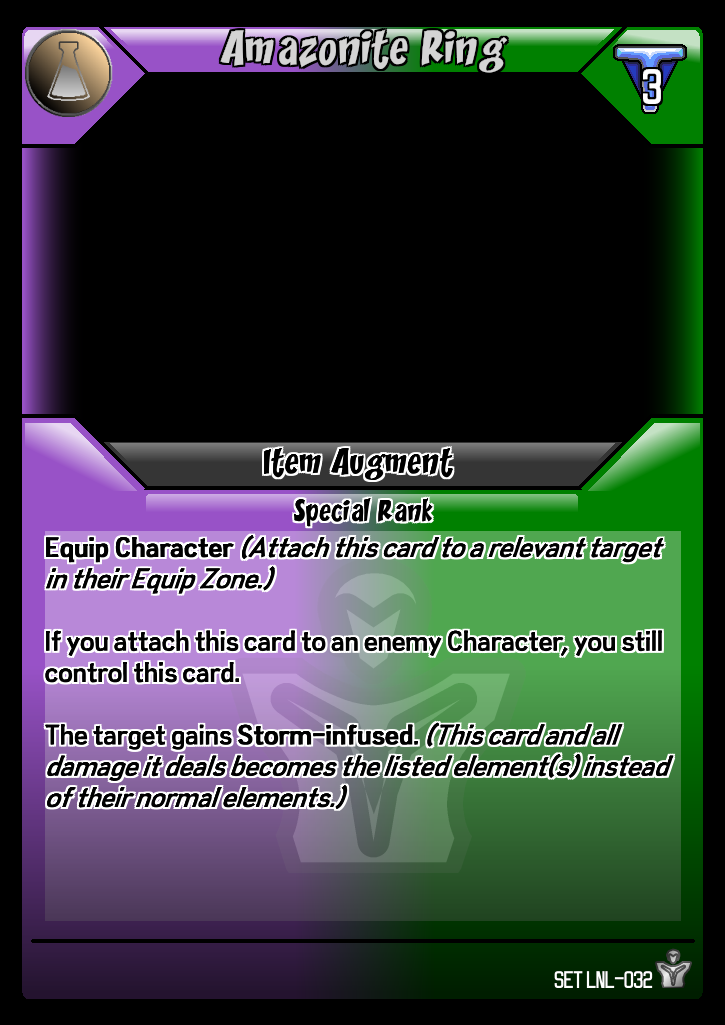 Amazonite Ring
3
Item Augment
Special Rank
Equip Character (Attach this card to a relevant target
in their Equip Zone.)
If you attach this card to an enemy Character, you still
control this card.
The target gains Storm-infused. (This card and all
damage it deals becomes the listed element(s) instead
of their normal elements.)
SET LNL-032